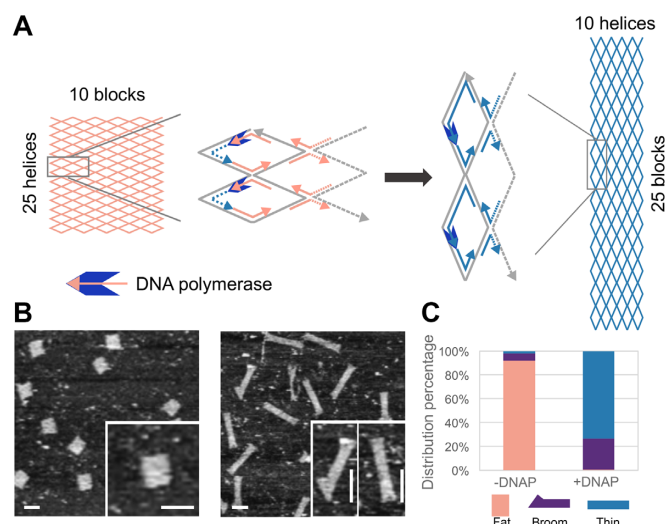 A
10 blocks
25 helices
DNA polymerase
10 helices
25 blocks
B
C
Distribution percentage
100%
80%
60%
40%
20%
0%
-DNAP
+DNAP
Fat
Broom
Thin